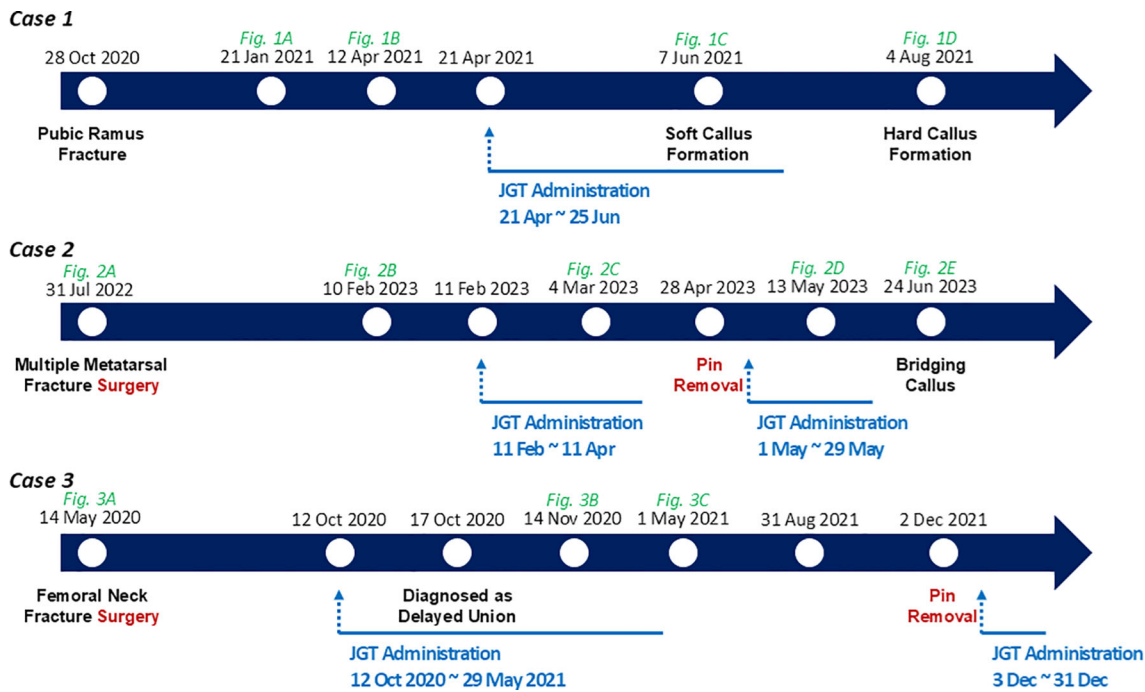 Case 1
Fig. 1A Fig. 1B Fig. 1C Fig. 1D
28 Oct 2020 21 Jan 2021 12 Apr 2021 21 Apr 2021 7 Jun 2021 4 Aug 2021
Pubic Ramus Soft Callus Hard Callus
Fracture Formation Formation
JGT Administration
21 Apr ~ 25 Jun
Case 2
Fig. 2A Fig. 2B Fig. 2C Fig. 2D Fig. 2E
31 Jul 2022 10 Feb 2023 11 Feb 2023 4 Mar 2023 28 Apr 2023 13 May 2023 24 Jun 2023
Multiple Metatarsal Pin Bridging
Fracture Surgery Removal Callus
JGT Administration JGT Administration
11 Feb ~ 11 Apr 1 May ~ 29 May
Case 3
Fig. 3A Fig. 3B Fig. 3C
14 May 2020 12 Oct 2020 17 Oct 2020 14 Nov 2020 1 May 2021 31 Aug 2021 2 Dec 2021
Femoral Neck Diagnosed as Pin
Fracture Surgery Delayed Union Removal
JGT Administration JGT Administration
12 Oct 2020 ~ 29 May 2021 3 Dec ~ 31 Dec